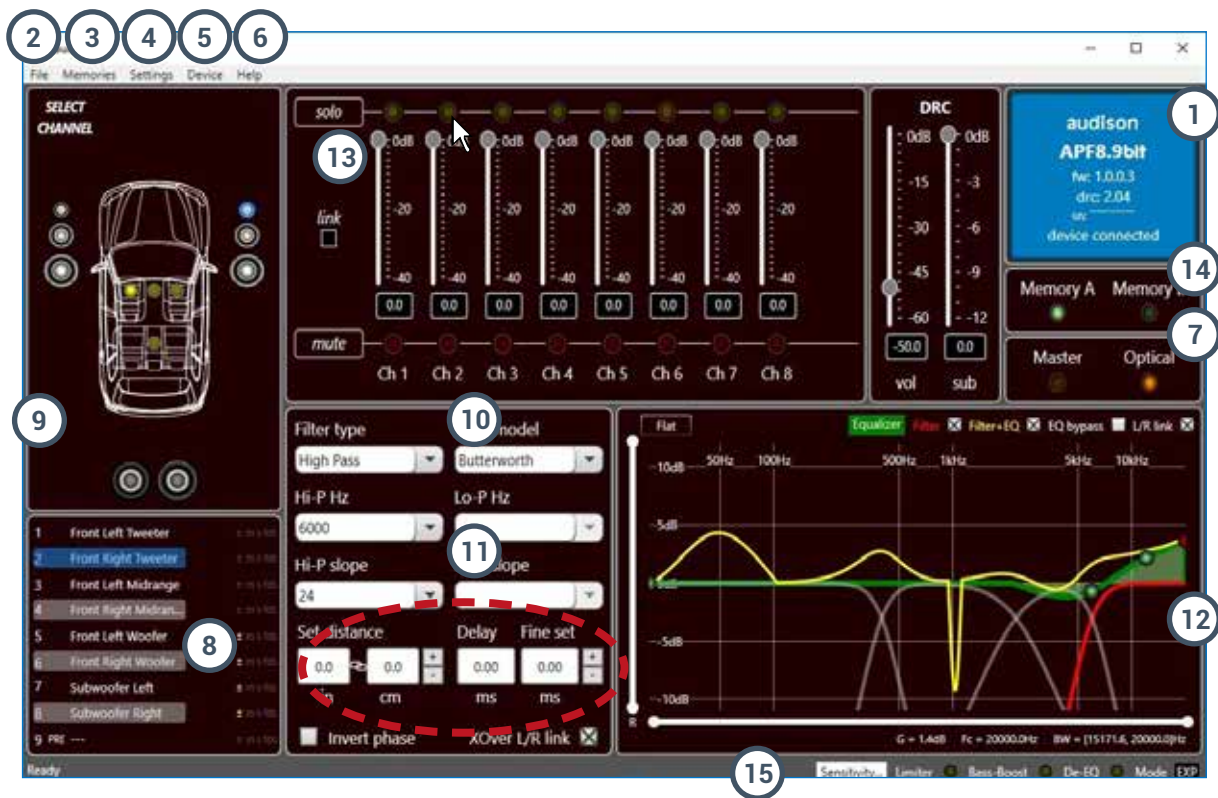 2 3 4 5 6
File Memories Settings Device Help
SELECT
CHANNEL
9
1 Front Left Tweeter
2 Front Right Tweeter
3 Front Left Midrange
4 Front Right Midran...
5 Front Left Woofer
6 Front Right Woofer
7 Subwoofer Left
8 Subwoofer Right
9 PRE ---
8
Ready
solo
13
0dB 0dB 0dB 0dB 0dB 0dB 0dB 0dB
link
-20 -20 -20 -20 -20 -20 -20 -20
-40 -40 -40 -40 -40 -40 -40 -40
0.0 0.0 0.0 0.0 0.0 0.0 0.0 0.0
mute
Ch 1 Ch 2 Ch 3 Ch 4 Ch 5 Ch 6 Ch 7 Ch 8
DRC
0dB 0dB
-15 -3
-30 -6
-45 -9
-60 -12
-50.0 0.0
vol sub
1
audison
APF8.9bit
fw: 1.0.0.3
drc: 2.04
sn:
device connected
14
Memory A Memory
7
Master Optical
10
Filter type
High Pass Butterworth
Hi-P Hz Lo-P Hz
6000
11
Hi-P slope
24
Set distance Delay Fine set
0.0 0.0 + - 0.00 0.00 + -
in cm ms ms
Invert phase XOver L/R link
Flat Equalizer Filter Filter+EQ EQ bypass L/R link
-10dB 50Hz 100Hz 500Hz 1kHz 5kHz 10kHz
-5dB
0dB
12
-5dB
-10dB
G = 1.4dB Fc = 20000.0Hz BW = [15171.6, 20000.0]Hz
15
Sensitivity... Limiter Bass-Boost De-EQ Mode EXP